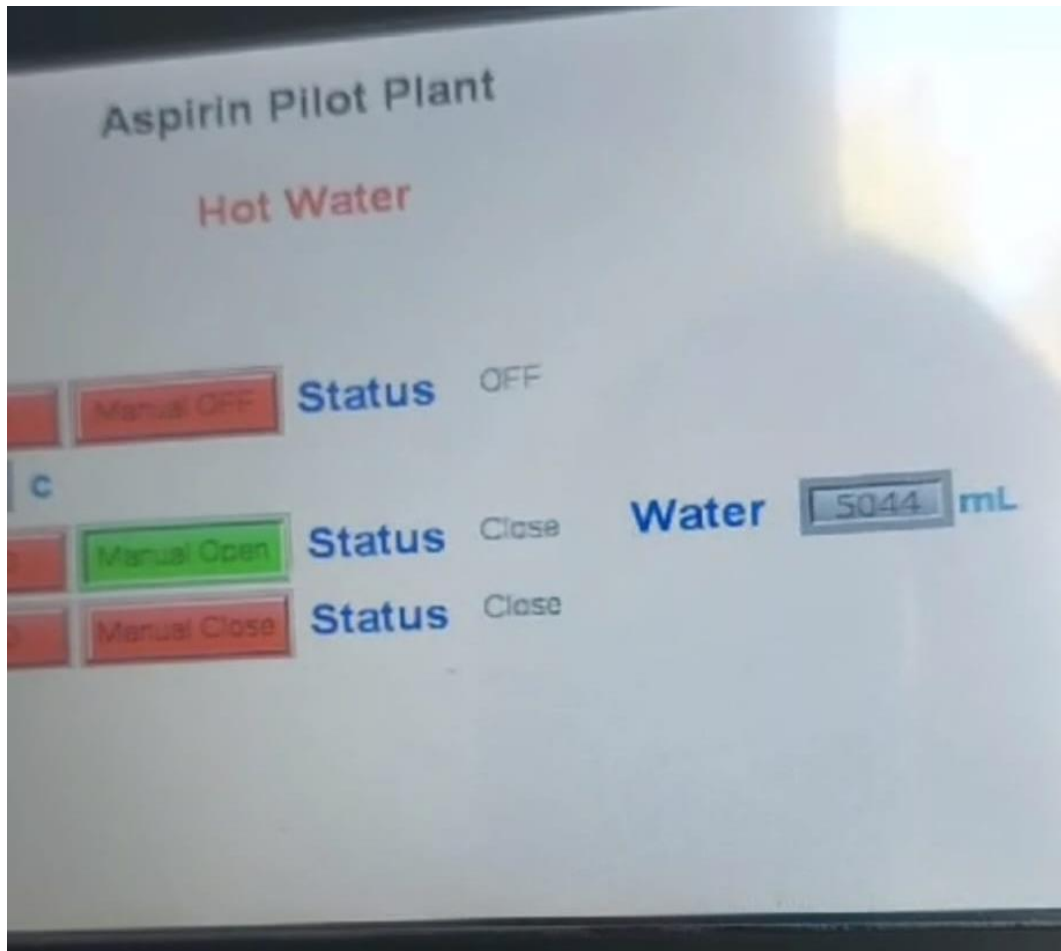 Aspirin Pilot Plant
Hot Water
Manual OFF Status OFF
C
Manual Open Status Close Water 5044 mL
Manual Close Status Close